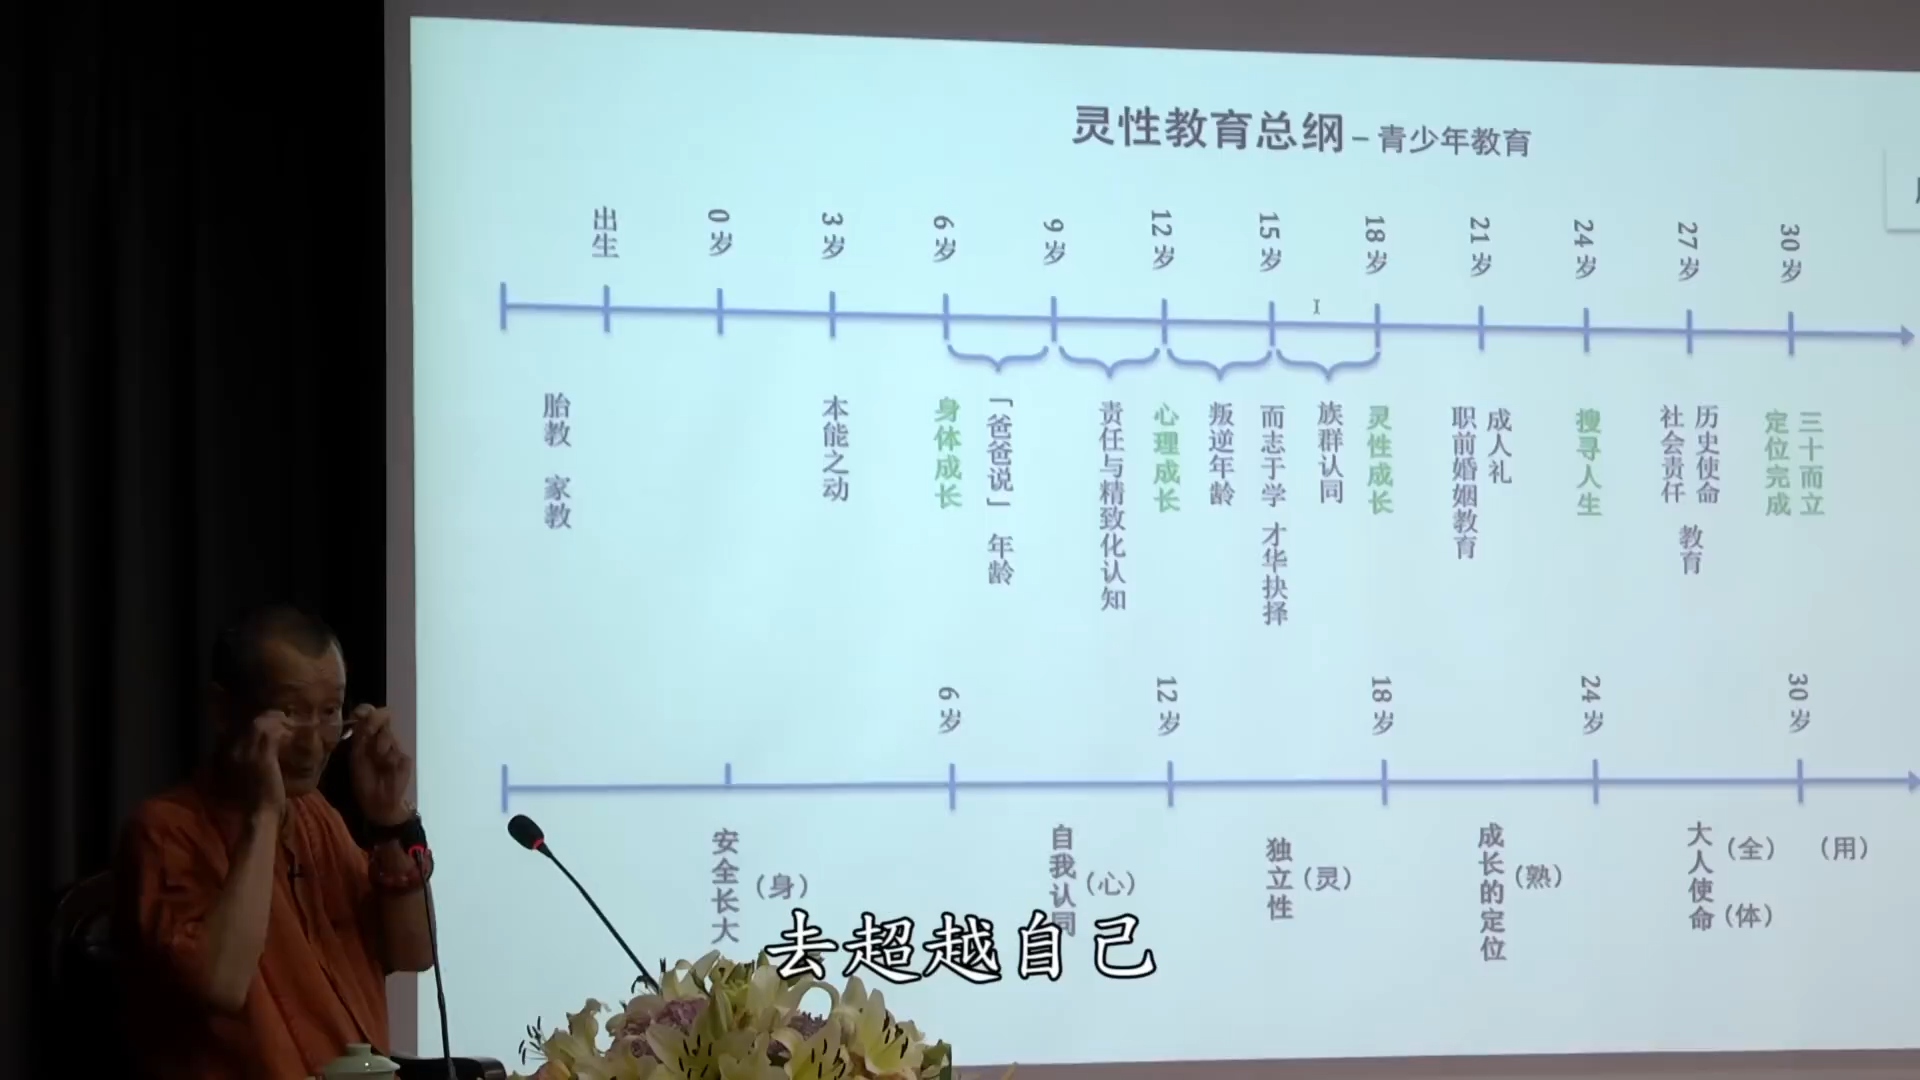 灵性教育总纲 – 青少年教育
出生
0岁
3岁
6岁
9岁
12岁
15岁
18岁
21岁
24岁
27岁
30岁
胎教 家教
本能之动
身体成长
「爸爸说」年龄
责任与精致化认知
心理成长
叛逆年龄
而志于学 才华抉择
族群认同
灵性成长
成人礼
职前婚姻教育
搜寻人生
历史使命
社会责任
教育
三十而立
定位完成
6岁
12岁
18岁
24岁
30岁
安全长大（身）
自我认同（心）
独立性（灵）
成长的定位（熟）
大人使命（全）（体）
（用）
去超越自己